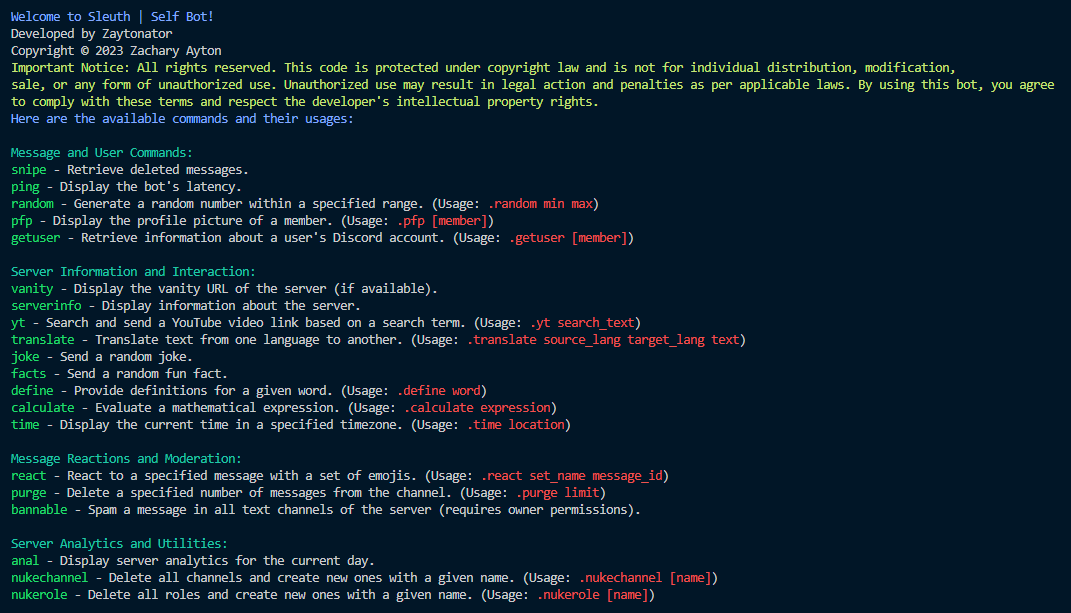 Welcome to Sleuth | Self Bot!
Developed by Zaytonator
Copyright © 2023 Zachary Ayton
Important Notice: All rights reserved. This code is protected under copyright law and is not for individual distribution, modification,
sale, or any form of unauthorized use. Unauthorized use may result in legal action and penalties as per applicable laws. By using this bot, you agree
to comply with these terms and respect the developer's intellectual property rights.
Here are the available commands and their usages:

Message and User Commands:
snipe - Retrieve deleted messages.
ping - Display the bot's latency.
random - Generate a random number within a specified range. (Usage: .random min max)
pfp - Display the profile picture of a member. (Usage: .pfp [member])
getuser - Retrieve information about a user's Discord account. (Usage: .getuser [member])

Server Information and Interaction:
vanity - Display the vanity URL of the server (if available).
serverinfo - Display information about the server.
yt - Search and send a YouTube video link based on a search term. (Usage: .yt search_text)
translate - Translate text from one language to another. (Usage: .translate source_lang target_lang text)
joke - Send a random joke.
facts - Send a random fun fact.
define - Provide definitions for a given word. (Usage: .define word)
calculate - Evaluate a mathematical expression. (Usage: .calculate expression)
time - Display the current time in a specified timezone. (Usage: .time location)

Message Reactions and Moderation:
react - React to a specified message with a set of emojis. (Usage: .react set_name message_id)
purge - Delete a specified number of messages from the channel. (Usage: .purge limit)
bannable - Spam a message in all text channels of the server (requires owner permissions).

Server Analytics and Utilities:
anal - Display server analytics for the current day.
nukechannel - Delete all channels and create new ones with a given name. (Usage: .nukechannel [name])
nukerole - Delete all roles and create new ones with a given name. (Usage: .nukerole [name])